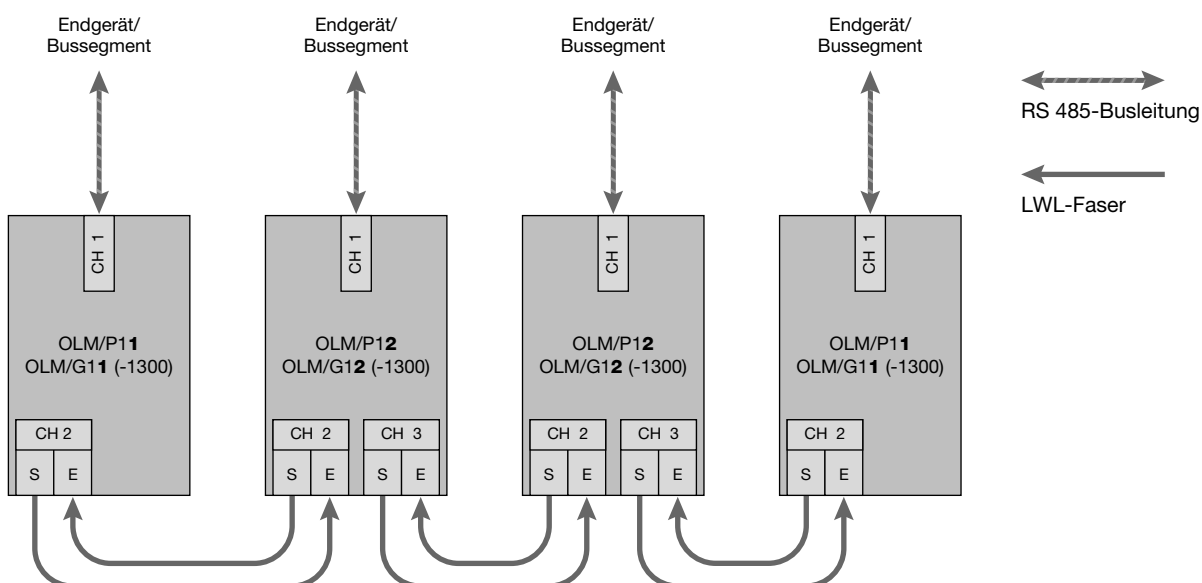 Endgerät/
Bussegment
Endgerät/
Bussegment
Endgerät/
Bussegment
Endgerät/
Bussegment
RS 485-Busleitung
LWL-Faser
CH 1
CH 1
CH 1
CH 1
OLM/P11
OLM/G11 (-1300)
OLM/P12
OLM/G12 (-1300)
OLM/P12
OLM/G12 (-1300)
OLM/P11
OLM/G11 (-1300)
CH 2
S E
CH 2 CH 3
S E S E
CH 2 CH 3
S E S E
CH 2
S E